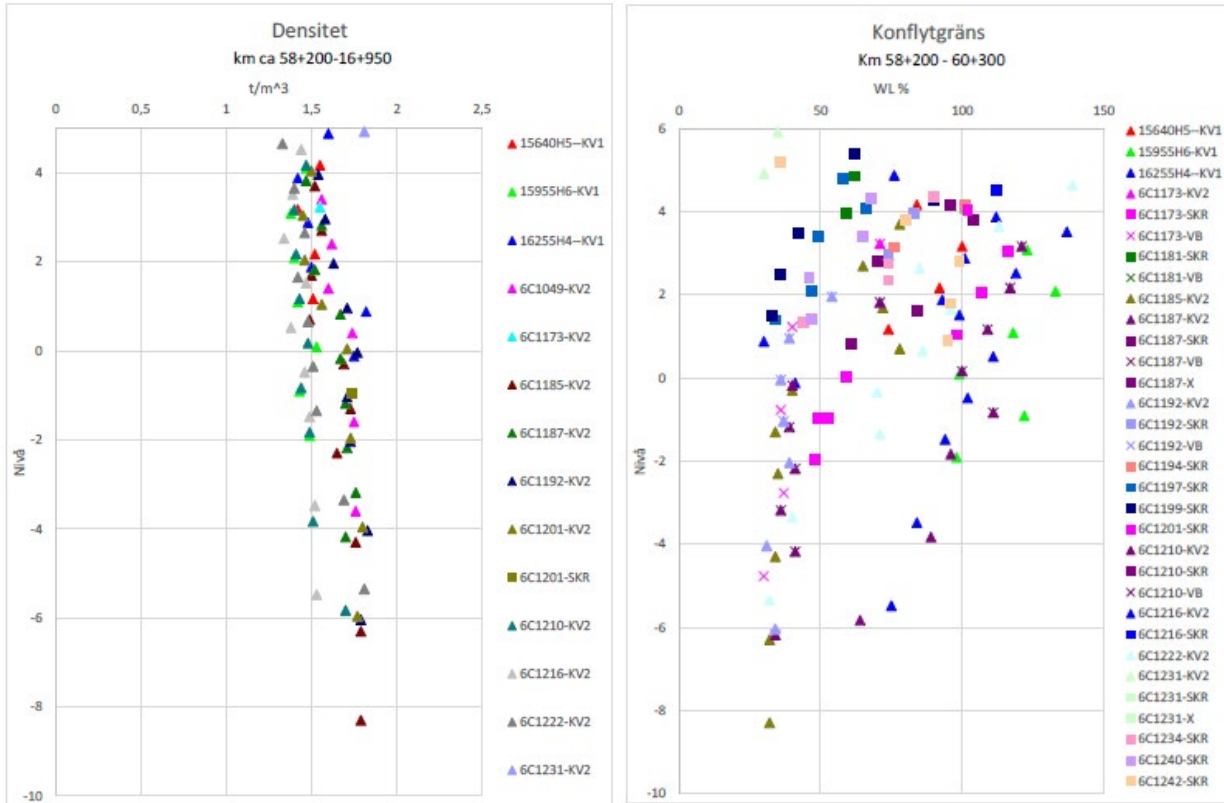 Densitet
km ca 58+200-16+950
t/m^3
0 0,5 1 1,5 2 2,5
4
2
0
-2
-4
-6
-8
-10
Nivå
15640H5--KV1
15955H6-KV1
16255H4--KV1
6C1049-KV2
6C1173-KV2
6C1185-KV2
6C1187-KV2
6C1192-KV2
6C1201-KV2
6C1201-SKR
6C1210-KV2
6C1216-KV2
6C1222-KV2
6C1231-KV2
Konflytgräns
Km 58+200 - 60+300
WL %
0 50 100 150
6
4
2
0
-2
-4
-6
-8
-10
Nivå
15640H5--KV1
15955H6-KV1
16255H4--KV1
6C1173-KV2
6C1173-SKR
6C1173-VB
6C1181-SKR
6C1181-VB
6C1185-KV2
6C1187-KV2
6C1187-SKR
6C1187-VB
6C1187-X
6C1192-KV2
6C1192-SKR
6C1192-VB
6C1194-SKR
6C1197-SKR
6C1199-SKR
6C1201-SKR
6C1210-KV2
6C1210-SKR
6C1210-VB
6C1216-KV2
6C1216-SKR
6C1222-KV2
6C1231-KV2
6C1231-SKR
6C1231-X
6C1234-SKR
6C1240-SKR
6C1242-SKR